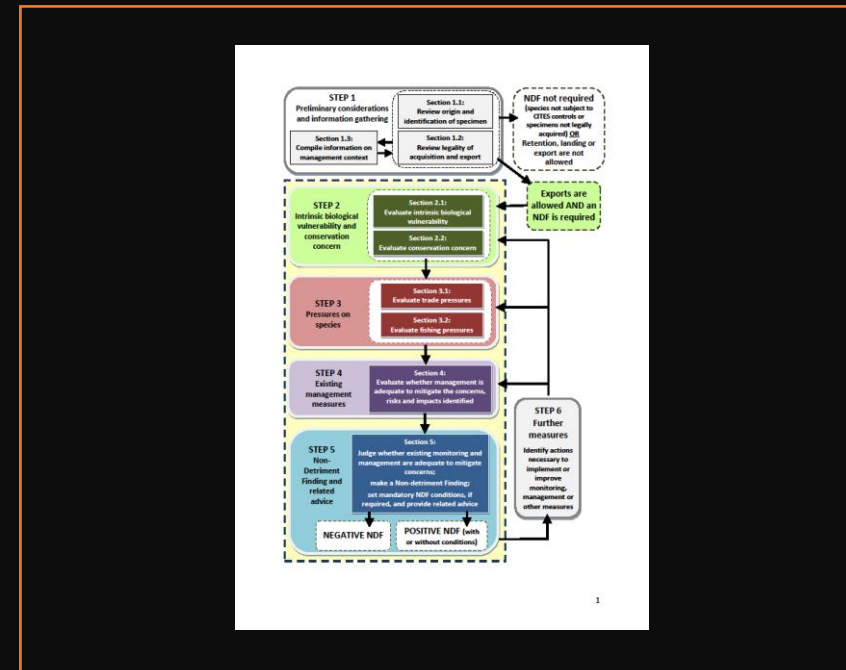 STEP 1
Preliminary considerations
and information gathering
Section 1.1:
Review origin and
identification of specimen
Section 1.2:
Review legality of
acquisition and export
Section 1.3:
Compile information on
management context
NDF not required
(species not subject to
CITES controls or
specimens not legally
acquired) OR
Retention, landing or
export are not
allowed
Exports are
allowed AND an
NDF is required
STEP 2
Intrinsic biological
vulnerability and
conservation
concern
Section 2.1:
Evaluate intrinsic biological
vulnerability
Section 2.2:
Evaluate conservation concern
STEP 3
Pressures on
species
Section 3.1:
Evaluate trade pressures
Section 3.2:
Evaluate fishing pressures
STEP 4
Existing
management
measures
Section 4:
Evaluate whether management is
adequate to mitigate the concerns,
risks and impacts identified
STEP 5
Non-
Detriment
Finding and
related
advice
Section 5:
Judge whether existing monitoring and
management are adequate to mitigate
concerns;
make a Non-detriment Finding;
set mandatory NDF conditions, if
required, and provide related advice
NEGATIVE NDF
POSITIVE NDF (with
or without conditions)
STEP 6
Further
measures
Identify actions
necessary to
implement or
improve
monitoring,
management or
other measures
1